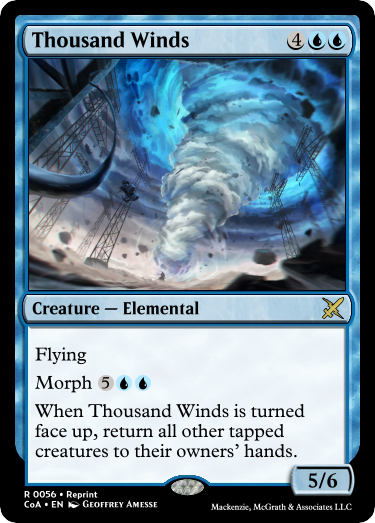 Thousand Winds 4
Creature — Elemental
Flying
Morph 5
When Thousand Winds is turned
face up, return all other tapped
creatures to their owners' hands.
5/6
R 0056 • Reprint
CoA • EN Geoffrey Amesse
Mackenzie, McGrath & Associates LLC